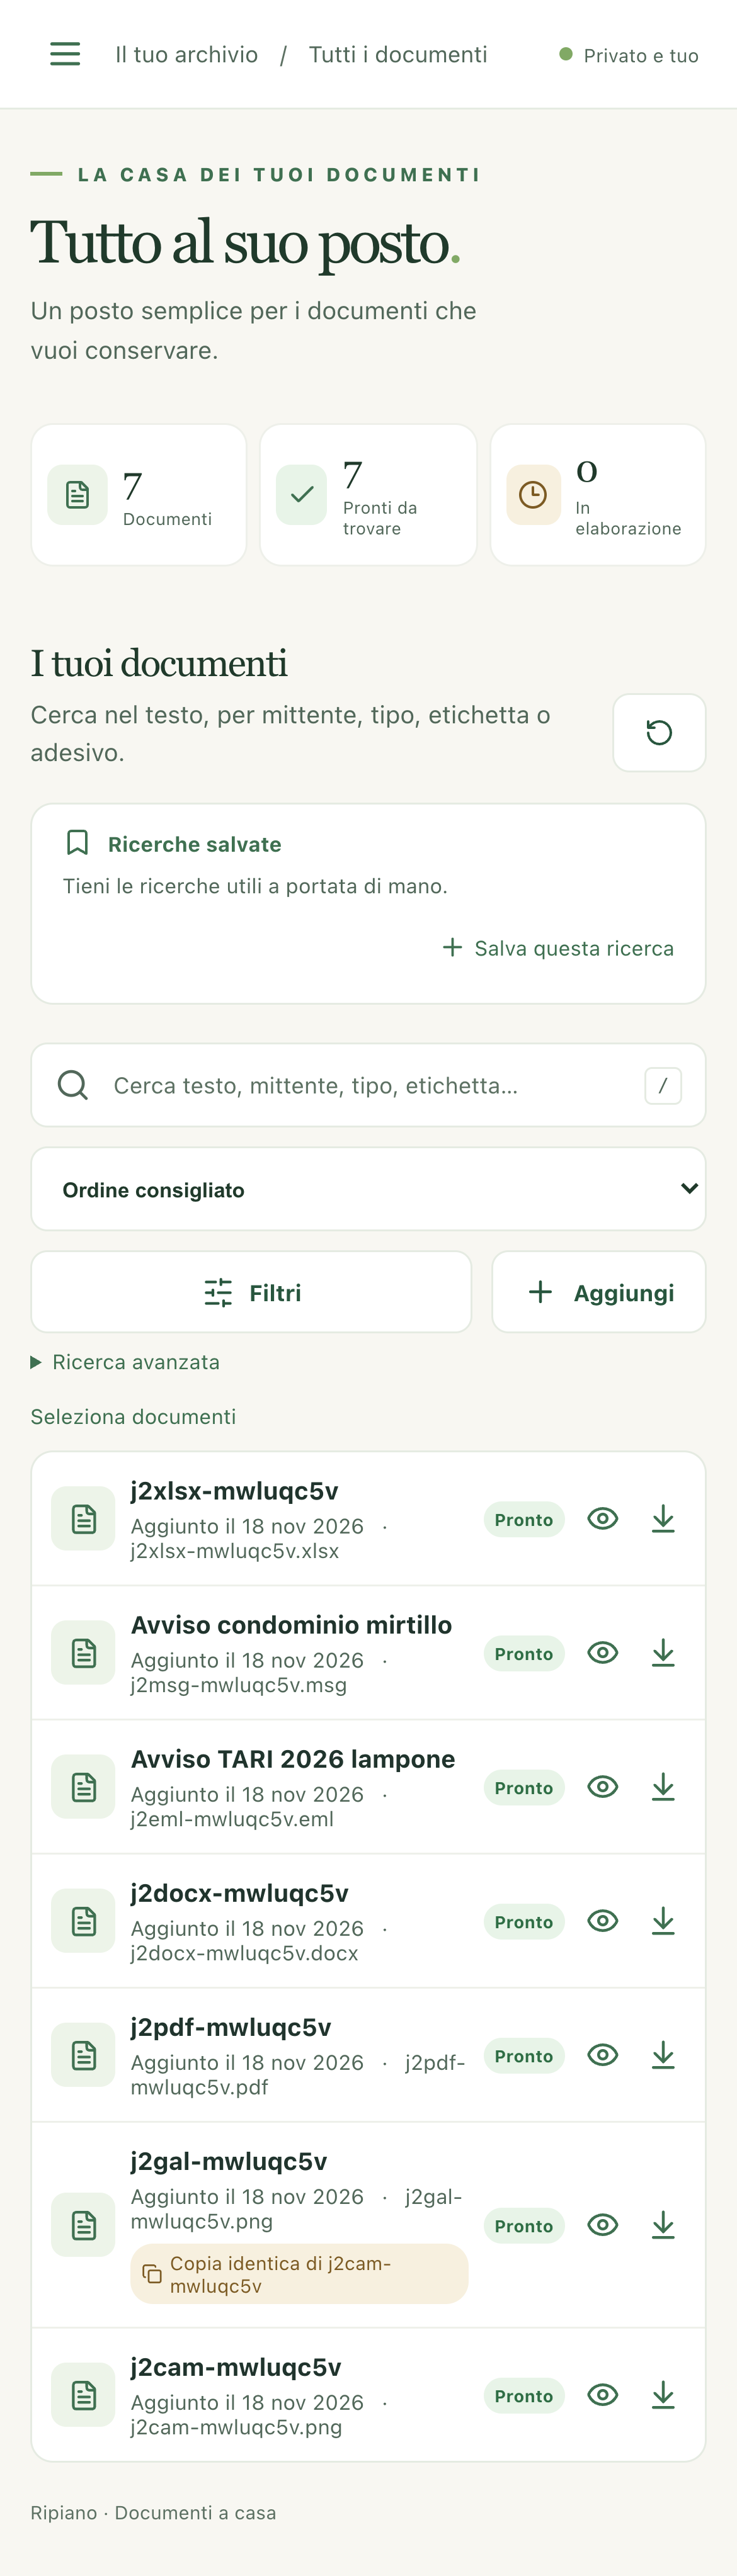 Il tuo archivio / Tutti i documenti
Privato e tuo
LA CASA DEI TUOI DOCUMENTI
Tutto al suo posto.
Un posto semplice per i documenti che
vuoi conservare.
7
Documenti
7
Pronti da
trovare
0
In
elaborazione
I tuoi documenti
Cerca nel testo, per mittente, tipo, etichetta o
adesivo.
Ricerche salvate
Tieni le ricerche utili a portata di mano.
Salva questa ricerca
Cerca testo, mittente, tipo, etichetta...
/
Ordine consigliato
Filtri
Aggiungi
Ricerca avanzata
Seleziona documenti
j2xlsx-mwluqc5v
Aggiunto il 18 nov 2026 ·
j2xlsx-mwluqc5v.xlsx
Pronto
Avviso condominio mirtillo
Aggiunto il 18 nov 2026 ·
j2msg-mwluqc5v.msg
Pronto
Avviso TARI 2026 lampone
Aggiunto il 18 nov 2026 ·
j2eml-mwluqc5v.eml
Pronto
j2docx-mwluqc5v
Aggiunto il 18 nov 2026 ·
j2docx-mwluqc5v.docx
Pronto
j2pdf-mwluqc5v
Aggiunto il 18 nov 2026 · j2pdf-
mwluqc5v.pdf
Pronto
j2gal-mwluqc5v
Aggiunto il 18 nov 2026 · j2gal-
mwluqc5v.png
Copia identica di j2cam-
mwluqc5v
Pronto
j2cam-mwluqc5v
Aggiunto il 18 nov 2026 ·
j2cam-mwluqc5v.png
Pronto
Ripiano · Documenti a casa